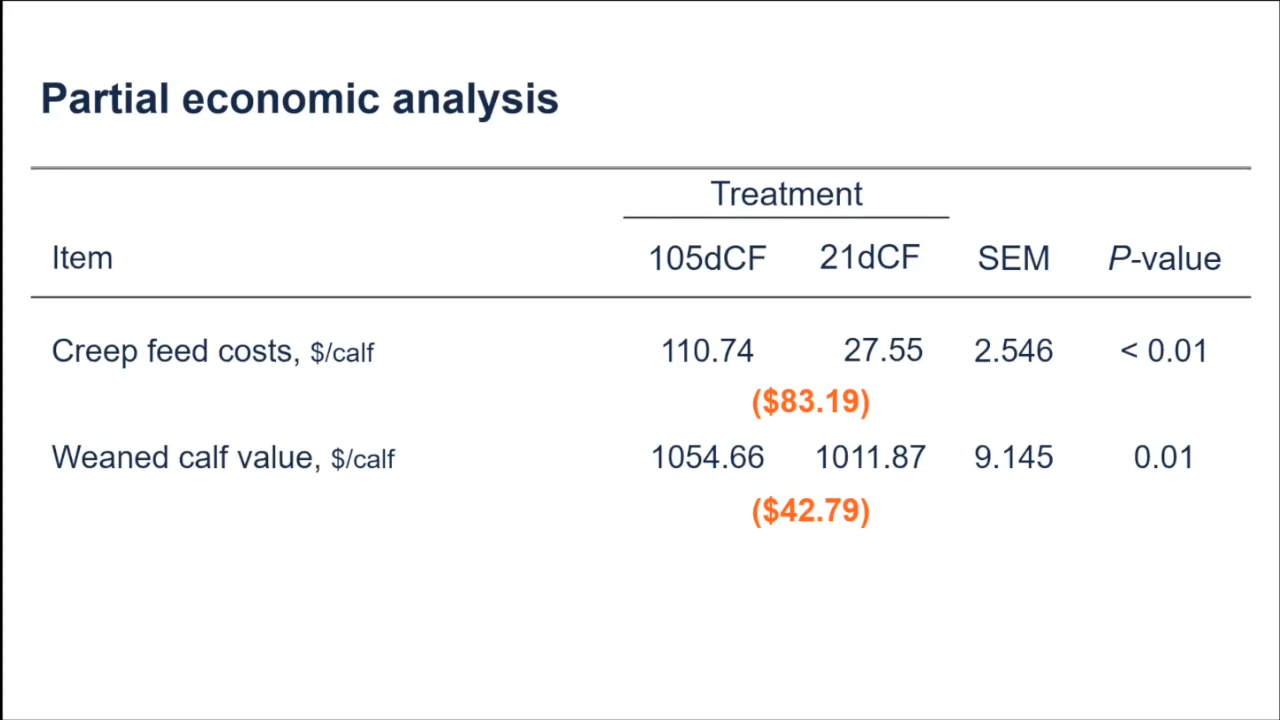 Partial economic analysis
Treatment
Item 105dCF 21dCF SEM P-value
Creep feed costs, $/calf 110.74 27.55 2.546 < 0.01
($83.19)
Weaned calf value, $/calf 1054.66 1011.87 9.145 0.01
($42.79)